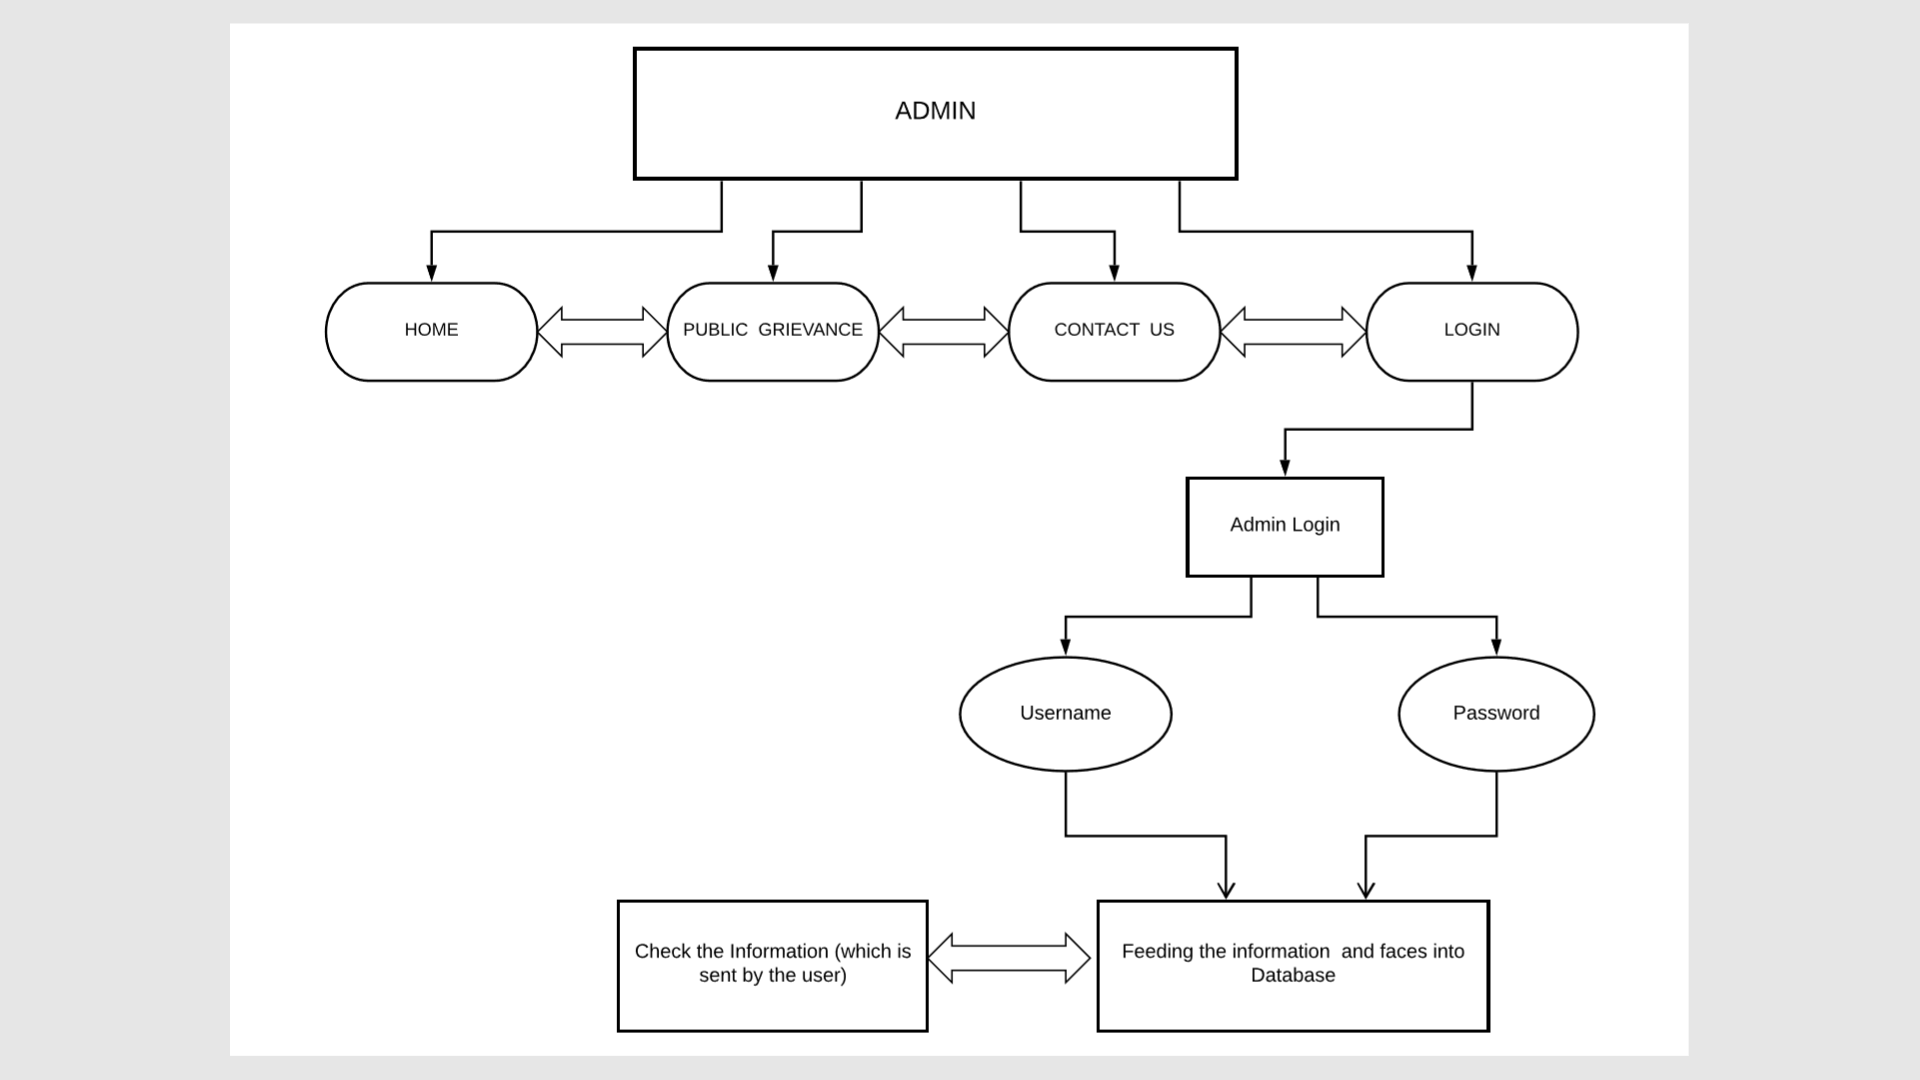 ADMIN
HOME
PUBLIC  GRIEVANCE
CONTACT  US
LOGIN
Admin Login
Username
Password
Check the Information (which is
sent by the user)
Feeding the information  and faces into
Database